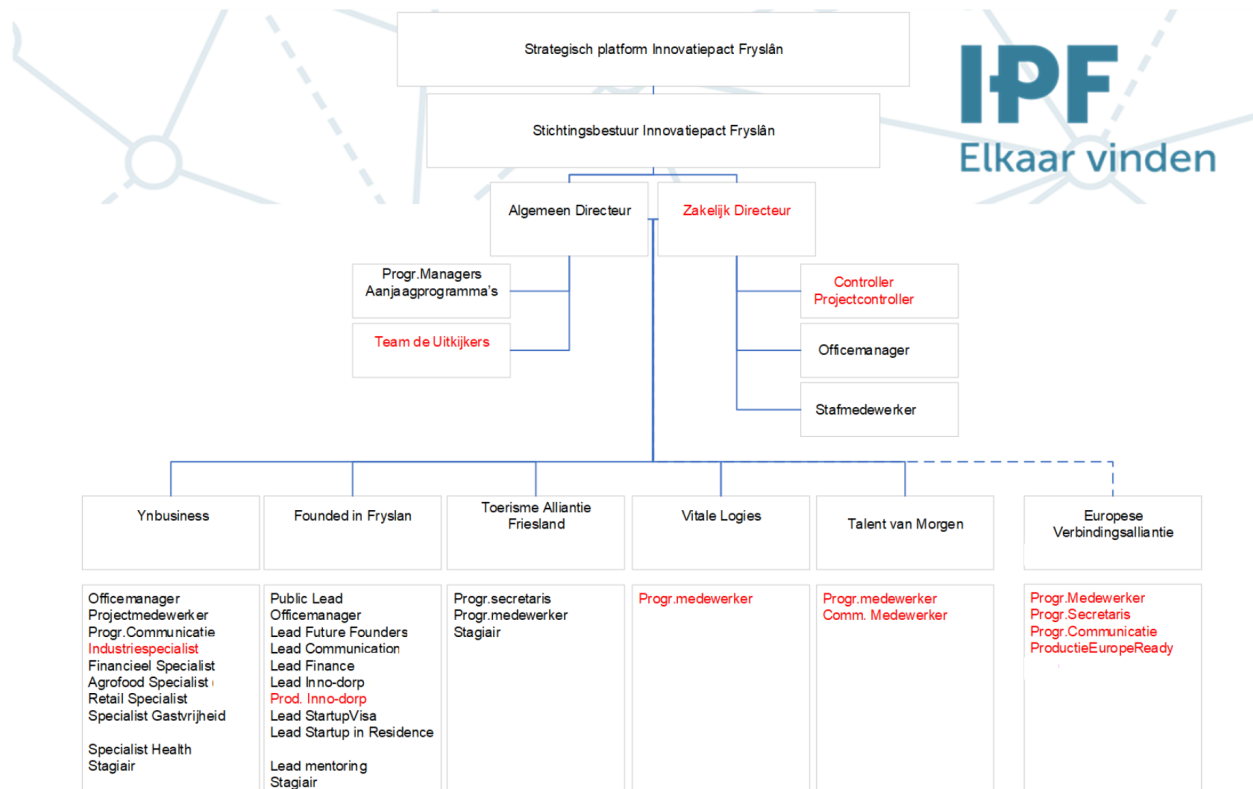 Strategisch platform Innovatiepact Fryslân
IPF
Elkaar vinden
Stichtingsbestuur Innovatiepact Fryslân
Algemeen Directeur
Zakelijk Directeur
Progr.Managers
Aanjaagprogramma's
Team de Uitkijkers
Controller
Projectcontroller
Officemanager
Stafmedewerker
Ynbusiness
Founded in Fryslan
Toerisme Alliantie
Friesland
Vitale Logies
Talent van Morgen
Europese
Verbindingsalliantie
Officemanager
Projectmedewerker
Progr.Communicatie
Industriespecialist
Financieel Specialist
Agrofood Specialist
Retail Specialist
Specialist Gastvrijheid
Specialist Health
Stagiair
Public Lead
Officemanager
Lead Future Founders
Lead Communication
Lead Finance
Lead Inno-dorp
Prod. Inno-dorp
Lead StartupVisa
Lead Startup in Residence
Lead mentoring
Stagiair
Progr.secretaris
Progr.medewerker
Stagiair
Progr.medewerker
Progr.medewerker
Comm. Medewerker
Progr.Medewerker
Progr.Secretaris
Progr.Communicatie
ProductieEuropeReady